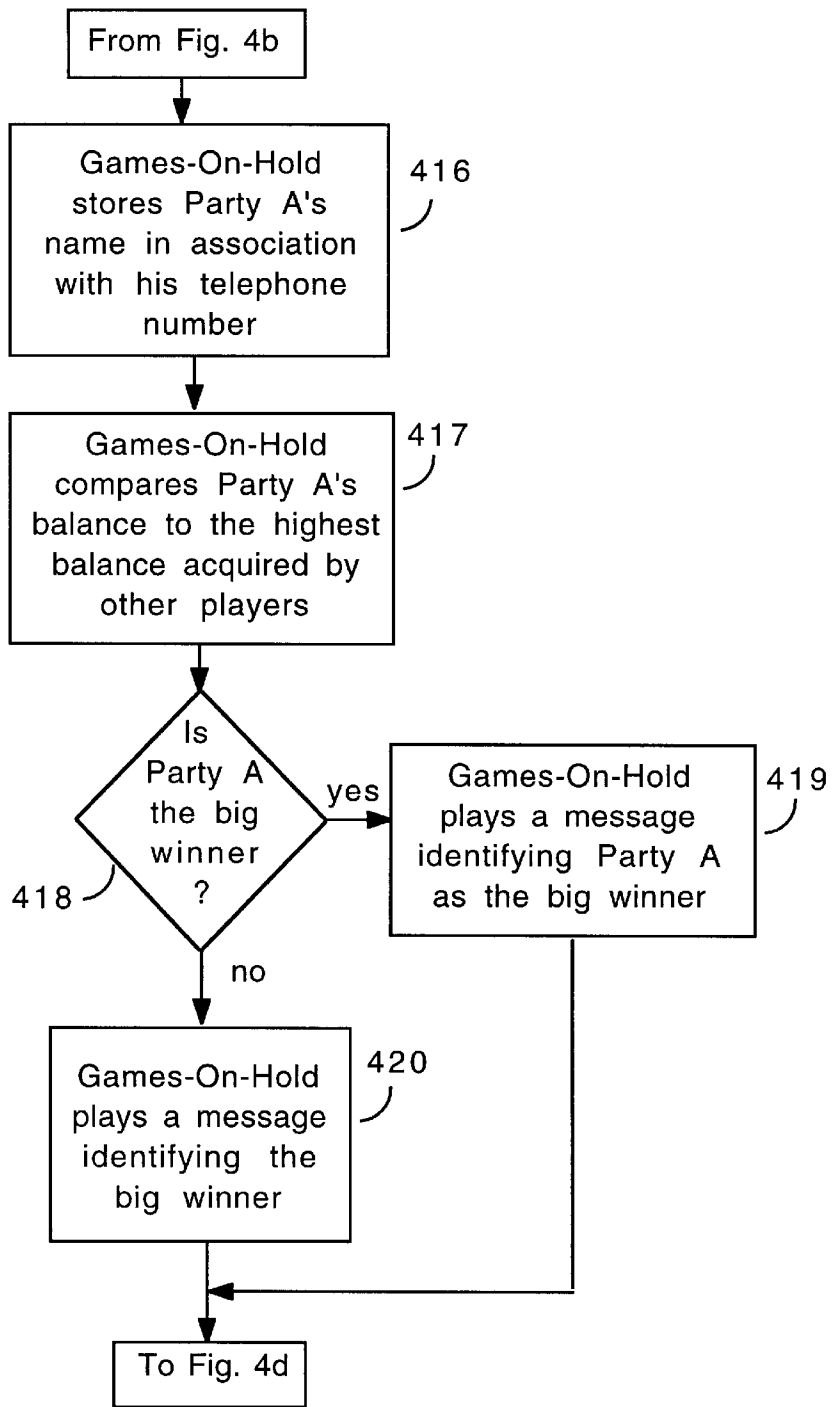 From Fig. 4b
Games-On-Hold
stores Party A's
name in association
with his telephone
number
416
Games-On-Hold
compares Party A's
balance to the highest
balance acquired by
other players
417
Is
Party A
the big
winner
?
418
yes
Games-On-Hold
plays a message
identifying Party A
as the big winner
419
no
Games-On-Hold
plays a message
identifying the
big winner
420
To Fig. 4d